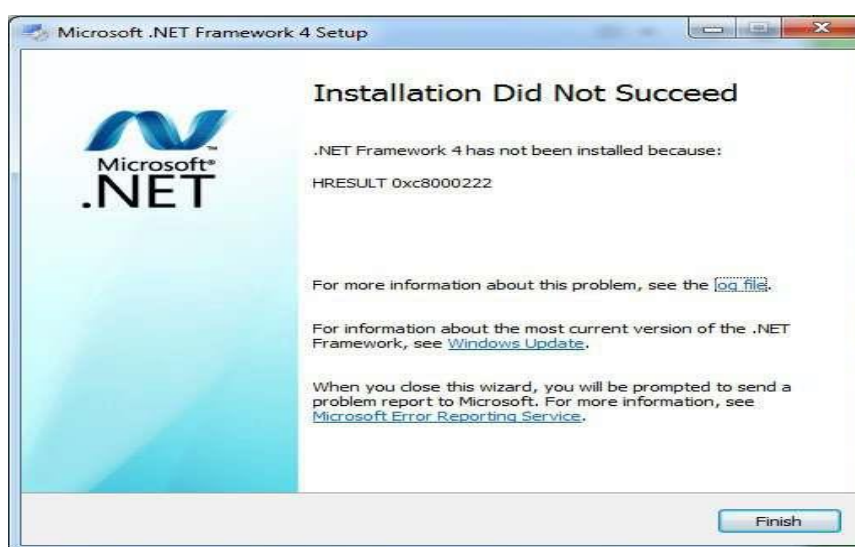 Microsoft .NET Framework 4 Setup
Installation Did Not Succeed
.NET Framework 4 has not been installed because:
HRESULT 0xc8000222
Microsoft®
.NET
For more information about this problem, see the log file.
For information about the most current version of the .NET
Framework, see Windows Update.
When you close this wizard, you will be prompted to send a
problem report to Microsoft. For more information, see
Microsoft Error Reporting Service.
Finish